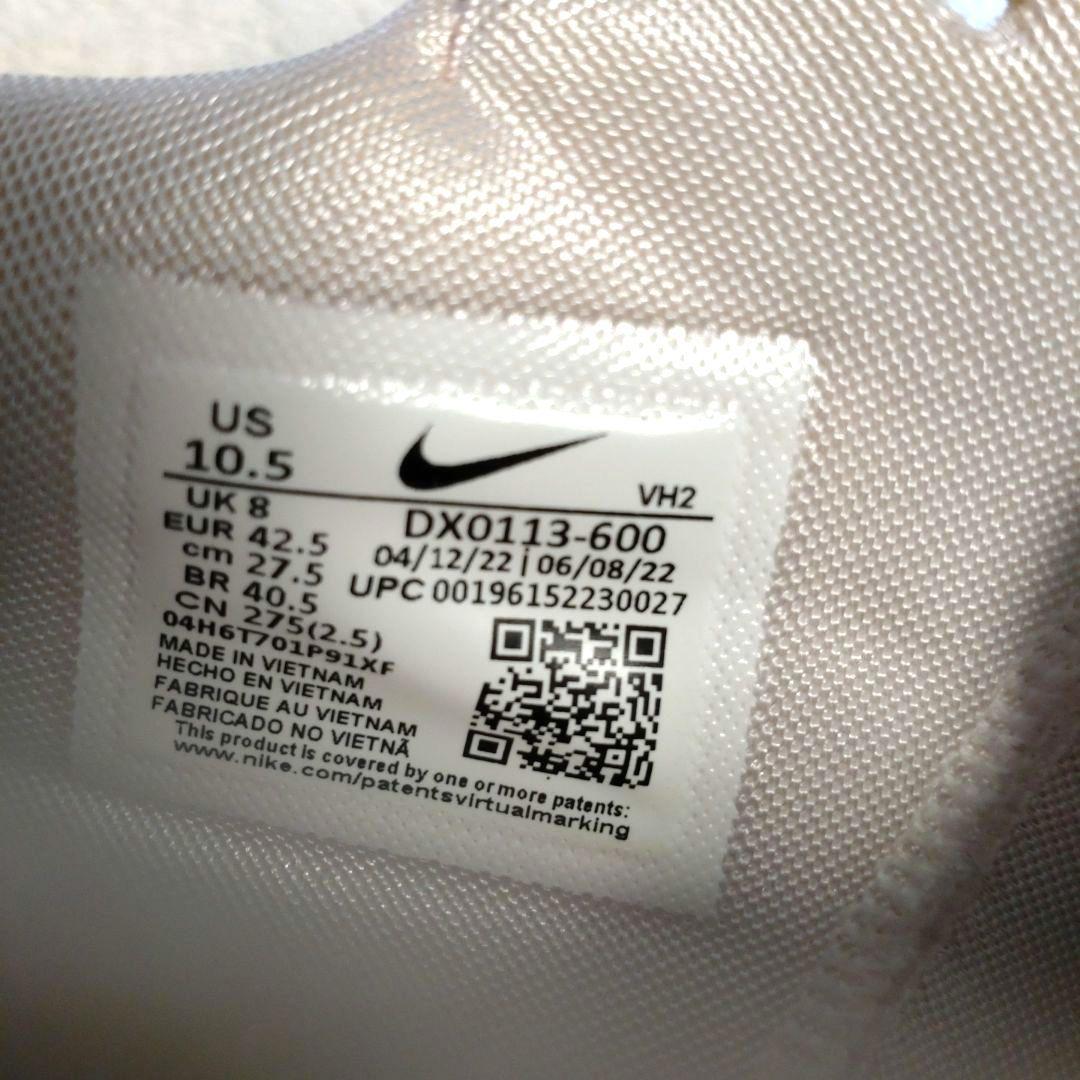 US
10.5
VH2
UK 8
EUR 42.5
cm 27.5
BR 40.5
CN 275(2.5)
04H6T701P91XF
DX0113-600
04/12/22 | 06/08/22
UPC 00196152230027
MADE IN VIETNAM
HECHO EN VIETNAM
FABRIQUE AU VIETNAM
FABRICADO NO VIETNÃ
This product is covered by one or more patents:
www.nike.com/patentsvirtualmarking